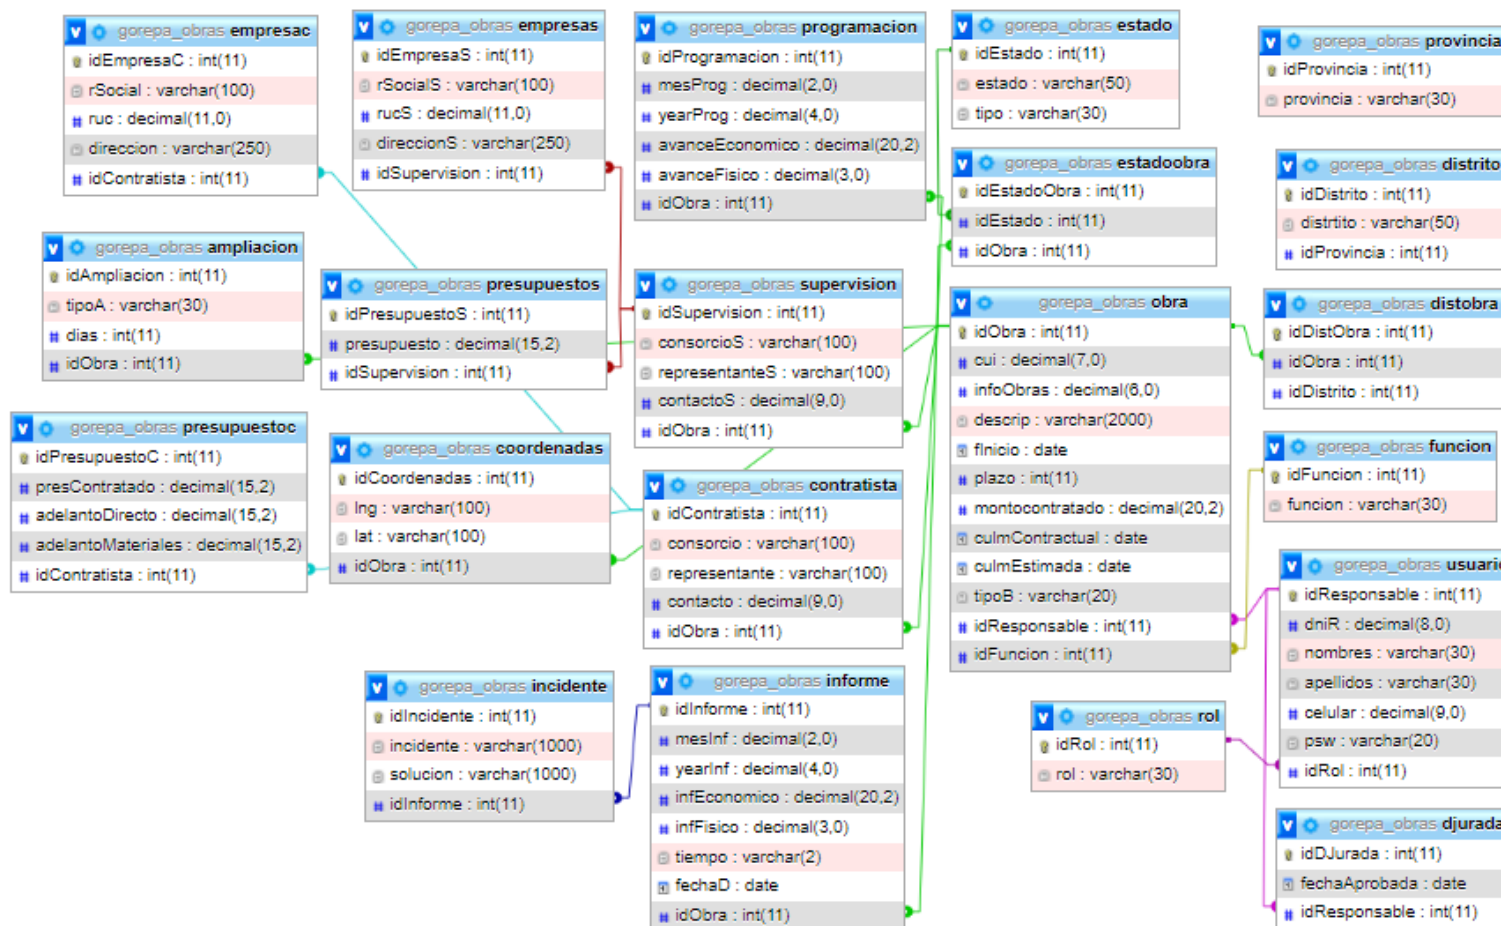 gorepa_obras empresac
idEmpresaC : int(11)
rSocial : varchar(100)
ruc : decimal(11,0)
direccion : varchar(250)
idContratista : int(11)
gorepa_obras empresas
idEmpresaS : int(11)
rSocialS : varchar(100)
rucS : decimal(11,0)
direccionS : varchar(250)
idSupervision : int(11)
gorepa_obras programacion
idProgramacion : int(11)
mesProg : decimal(2,0)
yearProg : decimal(4,0)
avanceEconomico : decimal(20,2)
avanceFisico : decimal(3,0)
idObra : int(11)
gorepa_obras estado
idEstado : int(11)
estado : varchar(50)
tipo : varchar(30)
gorepa_obras provincia
idProvincia : int(11)
provincia : varchar(30)
gorepa_obras estadoobra
idEstadoObra : int(11)
idEstado : int(11)
idObra : int(11)
gorepa_obras distrito
idDistrito : int(11)
distrtito : varchar(50)
idProvincia : int(11)
gorepa_obras ampliacion
idAmpliacion : int(11)
tipoA : varchar(30)
dias : int(11)
idObra : int(11)
gorepa_obras presupuestos
idPresupuestoS : int(11)
presupuesto : decimal(15,2)
idSupervision : int(11)
gorepa_obras supervision
idSupervision : int(11)
consorcioS : varchar(100)
representanteS : varchar(100)
contactoS : decimal(9,0)
idObra : int(11)
gorepa_obras obra
idObra : int(11)
cui : decimal(7,0)
infoObras : decimal(6,0)
descrip : varchar(2000)
fInicio : date
plazo : int(11)
montocontratado : decimal(20,2)
culmContractual : date
culmEstimada : date
tipoB : varchar(20)
idResponsable : int(11)
idFuncion : int(11)
gorepa_obras distobra
idDistObra : int(11)
idObra : int(11)
idDistrito : int(11)
gorepa_obras presupuestoc
idPresupuestoC : int(11)
presContratado : decimal(15,2)
adelantoDirecto : decimal(15,2)
adelantoMateriales : decimal(15,2)
idContratista : int(11)
gorepa_obras coordenadas
idCoordenadas : int(11)
lng : varchar(100)
lat : varchar(100)
idObra : int(11)
gorepa_obras contratista
idContratista : int(11)
consorcio : varchar(100)
representante : varchar(100)
contacto : decimal(9,0)
idObra : int(11)
gorepa_obras funcion
idFuncion : int(11)
funcion : varchar(30)
gorepa_obras usuario
idResponsable : int(11)
dniR : decimal(8,0)
nombres : varchar(30)
apellidos : varchar(30)
celular : decimal(9,0)
psw : varchar(20)
idRol : int(11)
gorepa_obras incidente
idIncidente : int(11)
incidente : varchar(1000)
solucion : varchar(1000)
idInforme : int(11)
gorepa_obras informe
idInforme : int(11)
mesInf : decimal(2,0)
yearInf : decimal(4,0)
infEconomico : decimal(20,2)
infFisico : decimal(3,0)
tiempo : varchar(2)
fechaD : date
idObra : int(11)
gorepa_obras rol
idRol : int(11)
rol : varchar(30)
gorepa_obras djurada
idDJurada : int(11)
fechaAprobada : date
idResponsable : int(11)